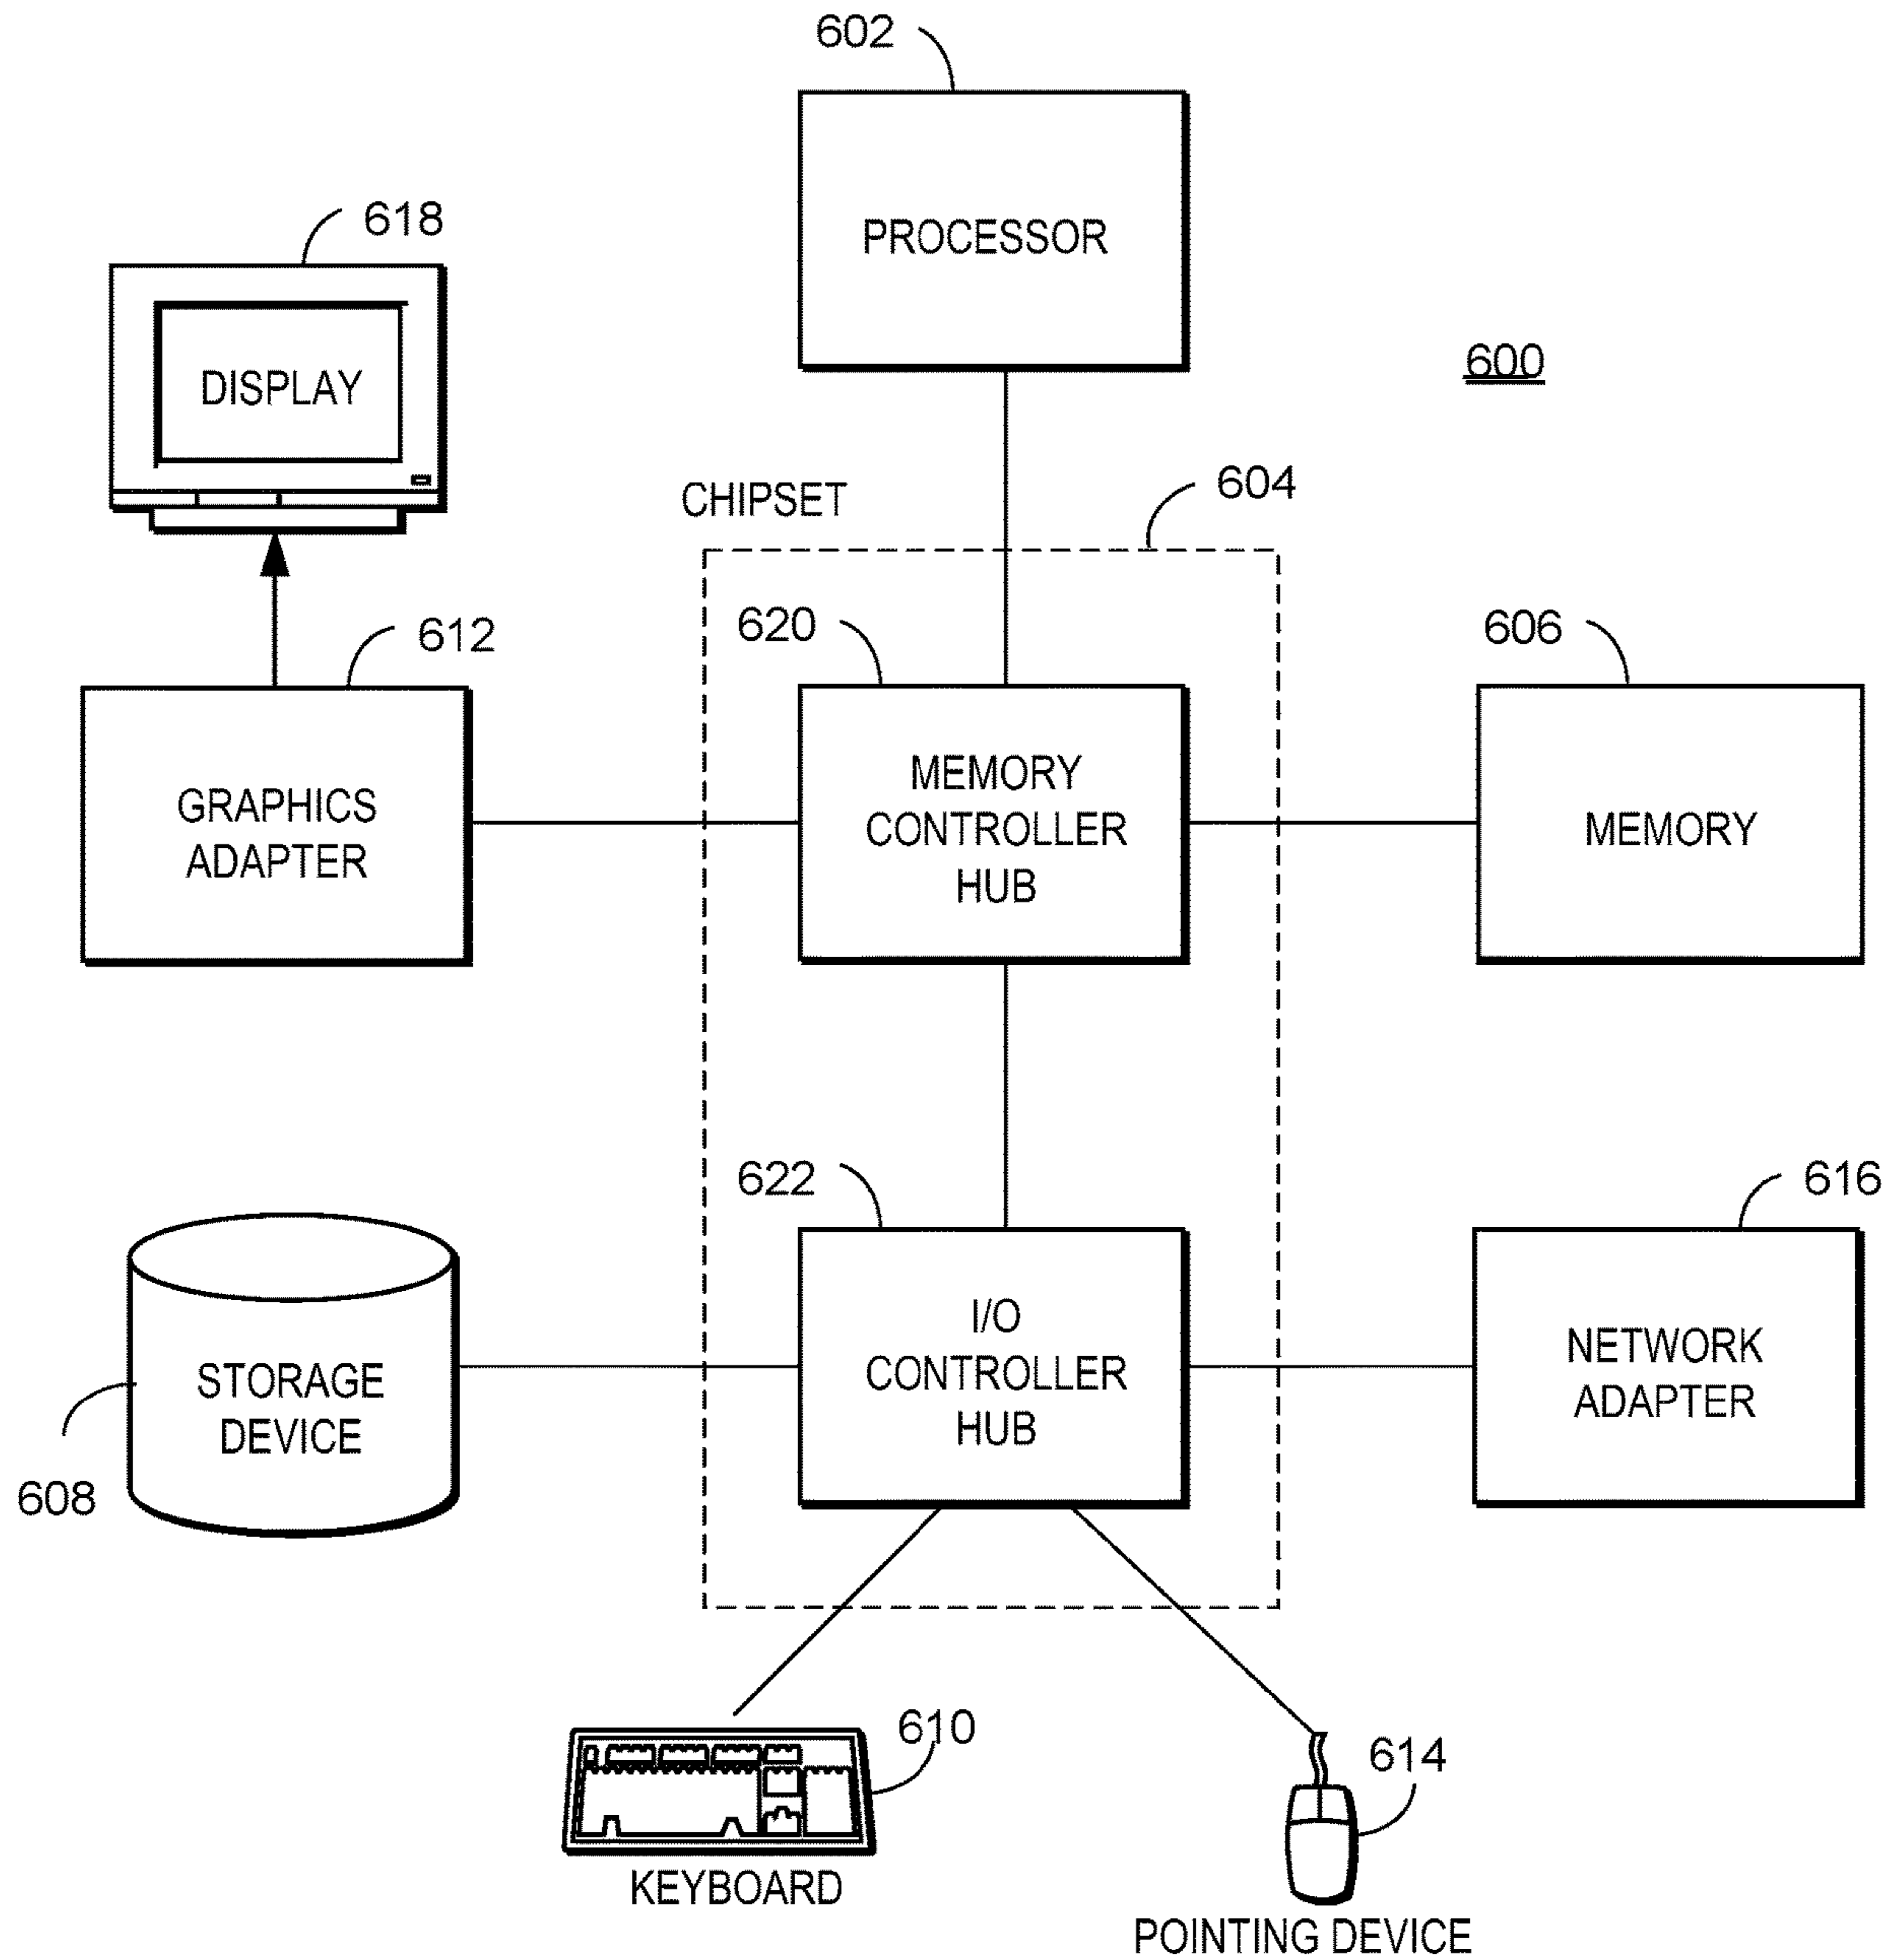 602
PROCESSOR
618
DISPLAY
600
CHIPSET
604
612
GRAPHICS
ADAPTER
620
MEMORY
CONTROLLER
HUB
606
MEMORY
608
STORAGE
DEVICE
622
I/O
CONTROLLER
HUB
616
NETWORK
ADAPTER
610
KEYBOARD
614
POINTING DEVICE